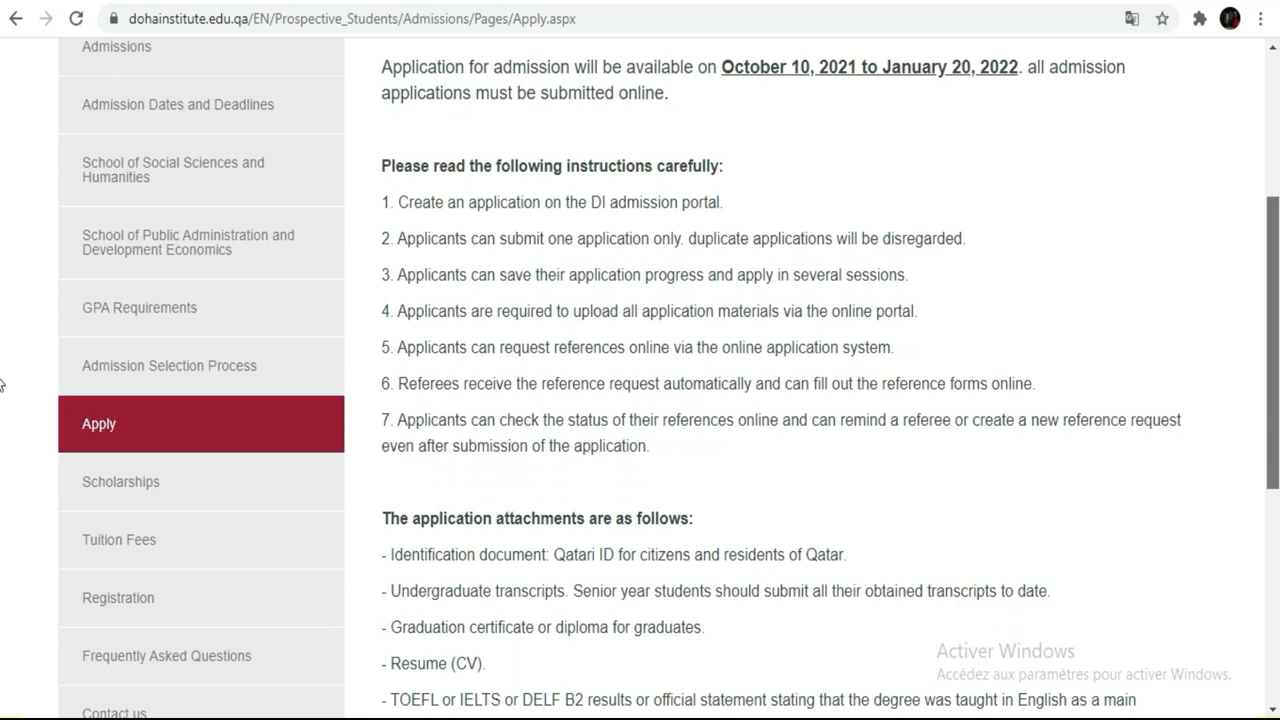 dohainstitute.edu.qa/EN/Prospective_Students/Admissions/Pages/Apply.aspx
Admissions
Admission Dates and Deadlines
School of Social Sciences and
Humanities
School of Public Administration and
Development Economics
GPA Requirements
Admission Selection Process
Apply
Scholarships
Tuition Fees
Registration
Frequently Asked Questions
Contact us
Application for admission will be available on October 10, 2021 to January 20, 2022. all admission
applications must be submitted online.
Please read the following instructions carefully:
1. Create an application on the DI admission portal.
2. Applicants can submit one application only. duplicate applications will be disregarded.
3. Applicants can save their application progress and apply in several sessions.
4. Applicants are required to upload all application materials via the online portal.
5. Applicants can request references online via the online application system.
6. Referees receive the reference request automatically and can fill out the reference forms online.
7. Applicants can check the status of their references online and can remind a referee or create a new reference request
even after submission of the application.
The application attachments are as follows:
- Identification document: Qatari ID for citizens and residents of Qatar.
- Undergraduate transcripts. Senior year students should submit all their obtained transcripts to date.
- Graduation certificate or diploma for graduates.
- Resume (CV).
- TOEFL or IELTS or DELF B2 results or official statement stating that the degree was taught in English as a main
Activer Windows
Accédez aux paramètres pour activer Windows.